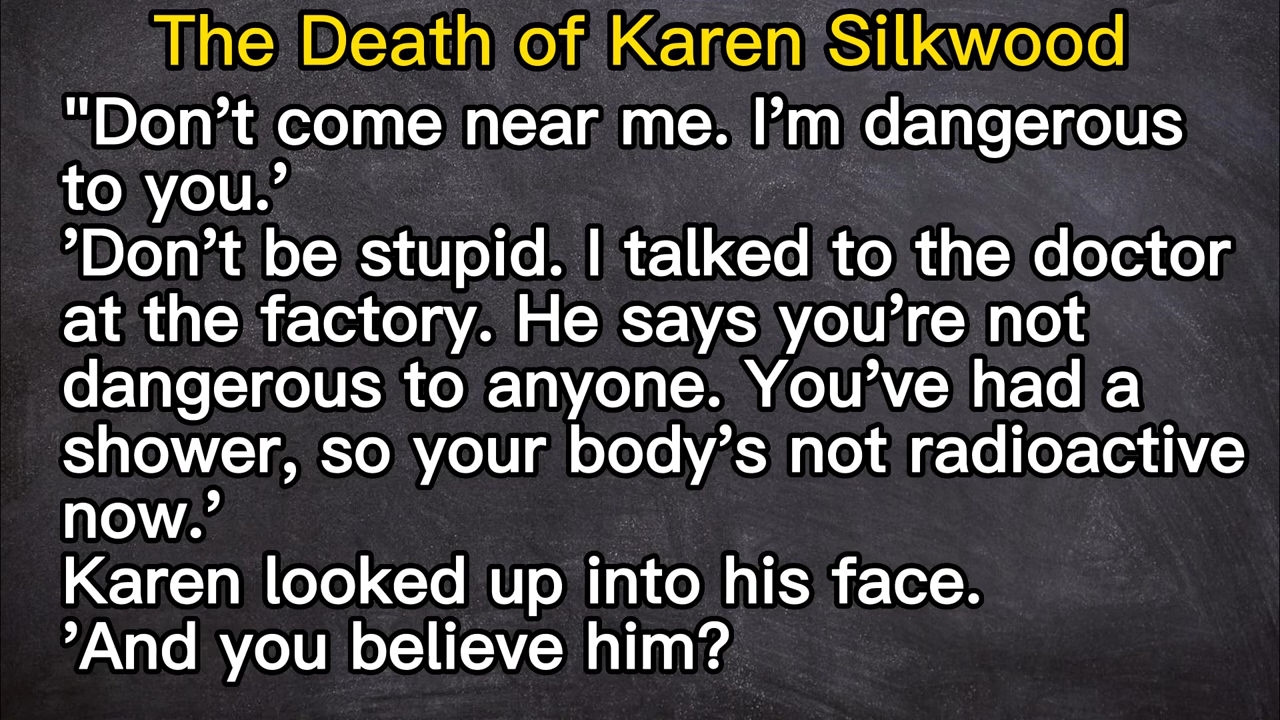 The Death of Karen Silkwood
"Don’t come near me. I’m dangerous
to you.’
’Don’t be stupid. I talked to the doctor
at the factory. He says you’re not
dangerous to anyone. You’ve had a
shower, so your body’s not radioactive
now.’
Karen looked up into his face.
’And you believe him?